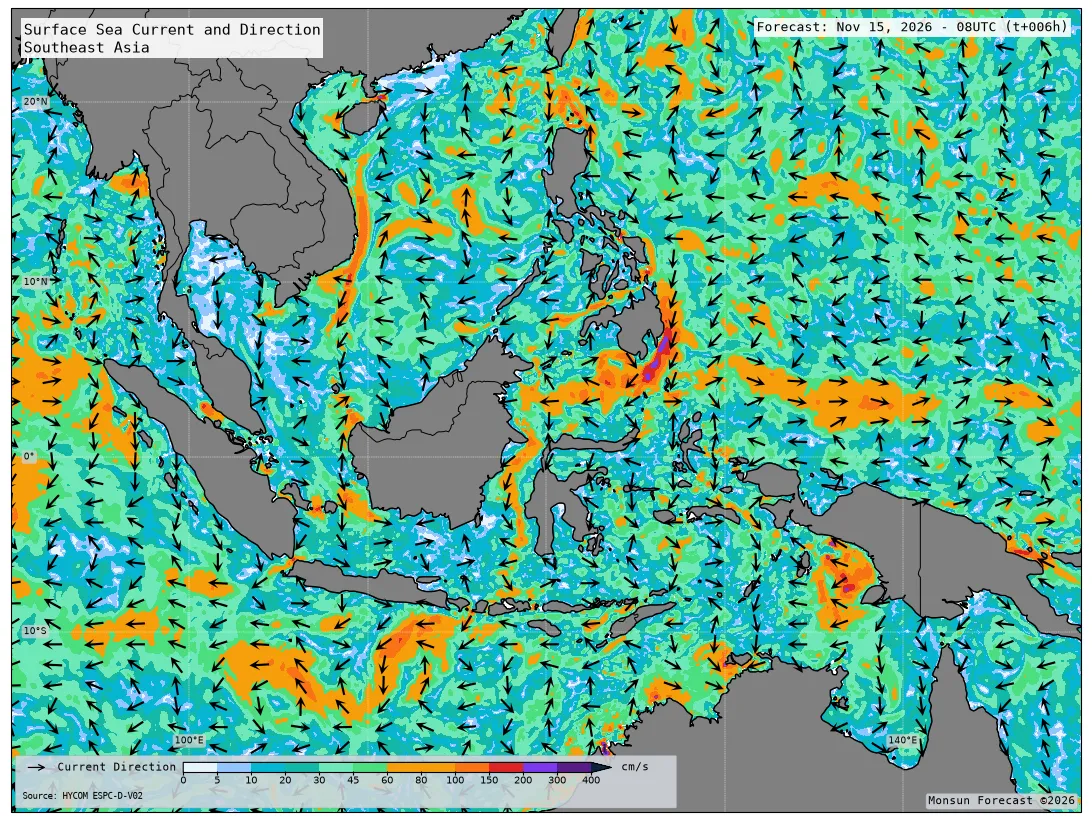 Surface Sea Current and Direction
Southeast Asia
Forecast: Nov 15, 2026 - 08UTC (t+006h)
20°N
10°N
0°
10°S
100°E
140°E
Current Direction
0 5 10 20 30 45 60 80 100 150 200 300 400 cm/s
Source: HYCOM ESPC-D-V02
Monsun Forecast ©2026